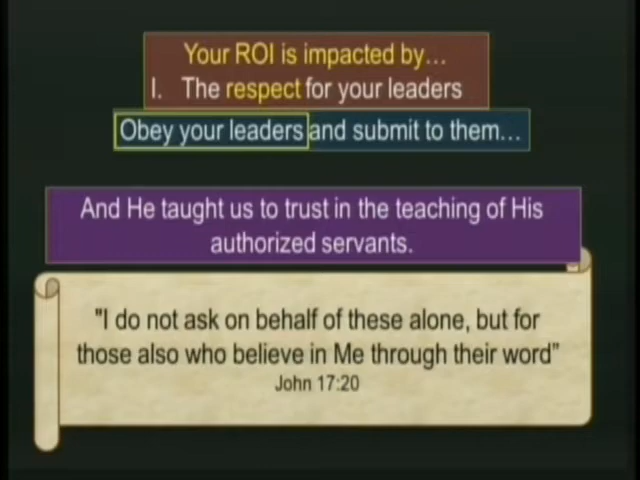 Your ROI is impacted by…
I. The respect for your leaders
Obey your leaders and submit to them…
And He taught us to trust in the teaching of His
authorized servants.
"I do not ask on behalf of these alone, but for
those also who believe in Me through their word”
John 17:20